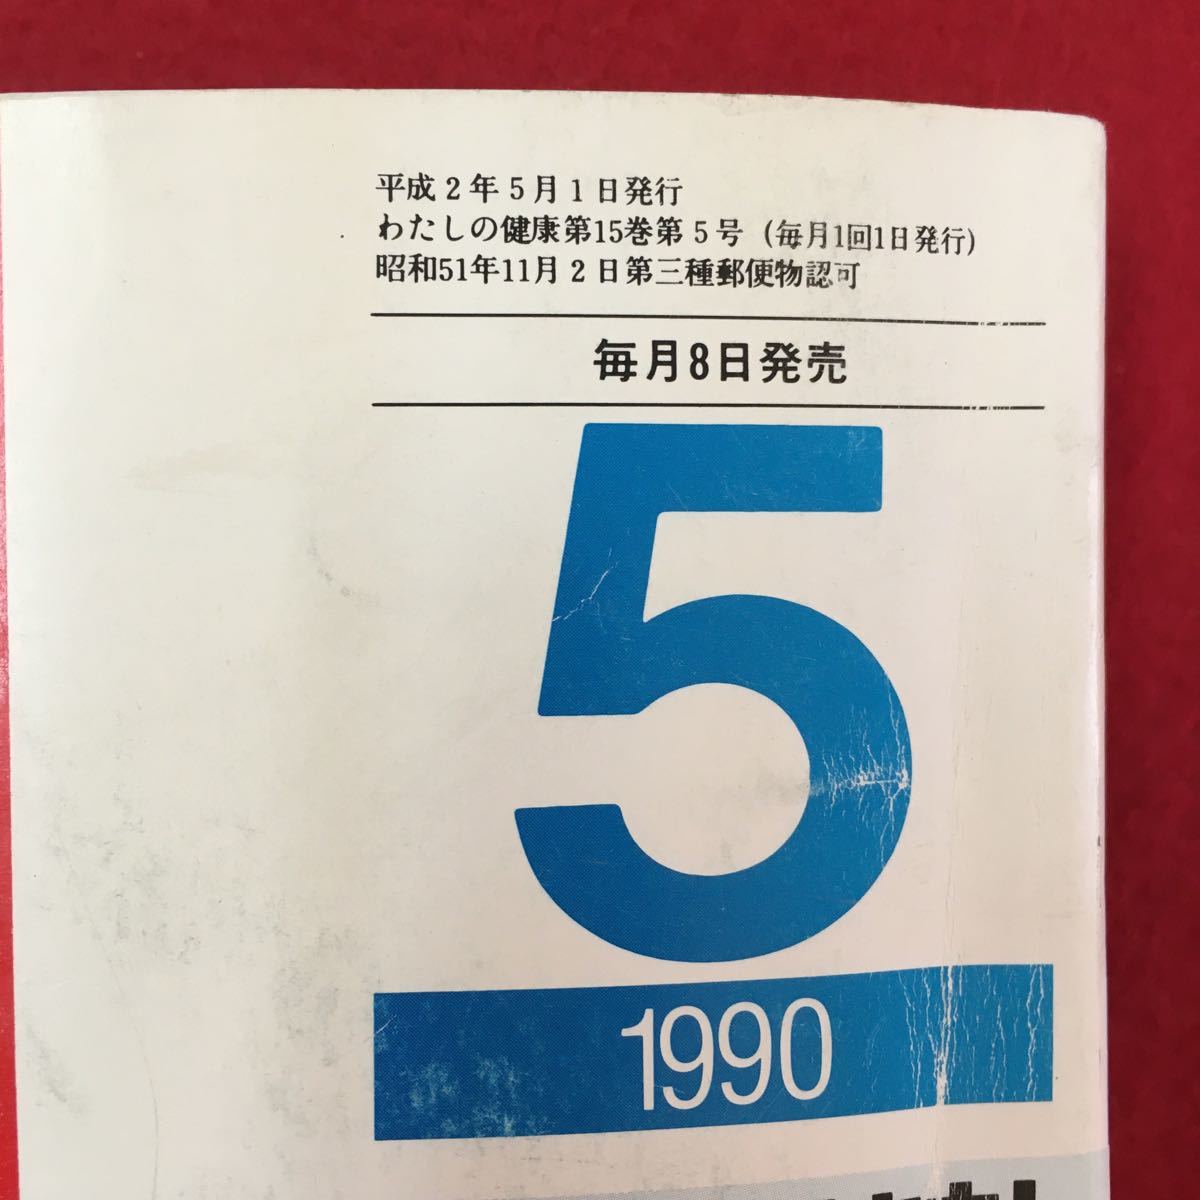 平成2年5月1日発行
わたしの健康第15巻第5号（毎月1回1日発行）
昭和51年11月2日第三種郵便物認可
毎月8日発売
5
1990